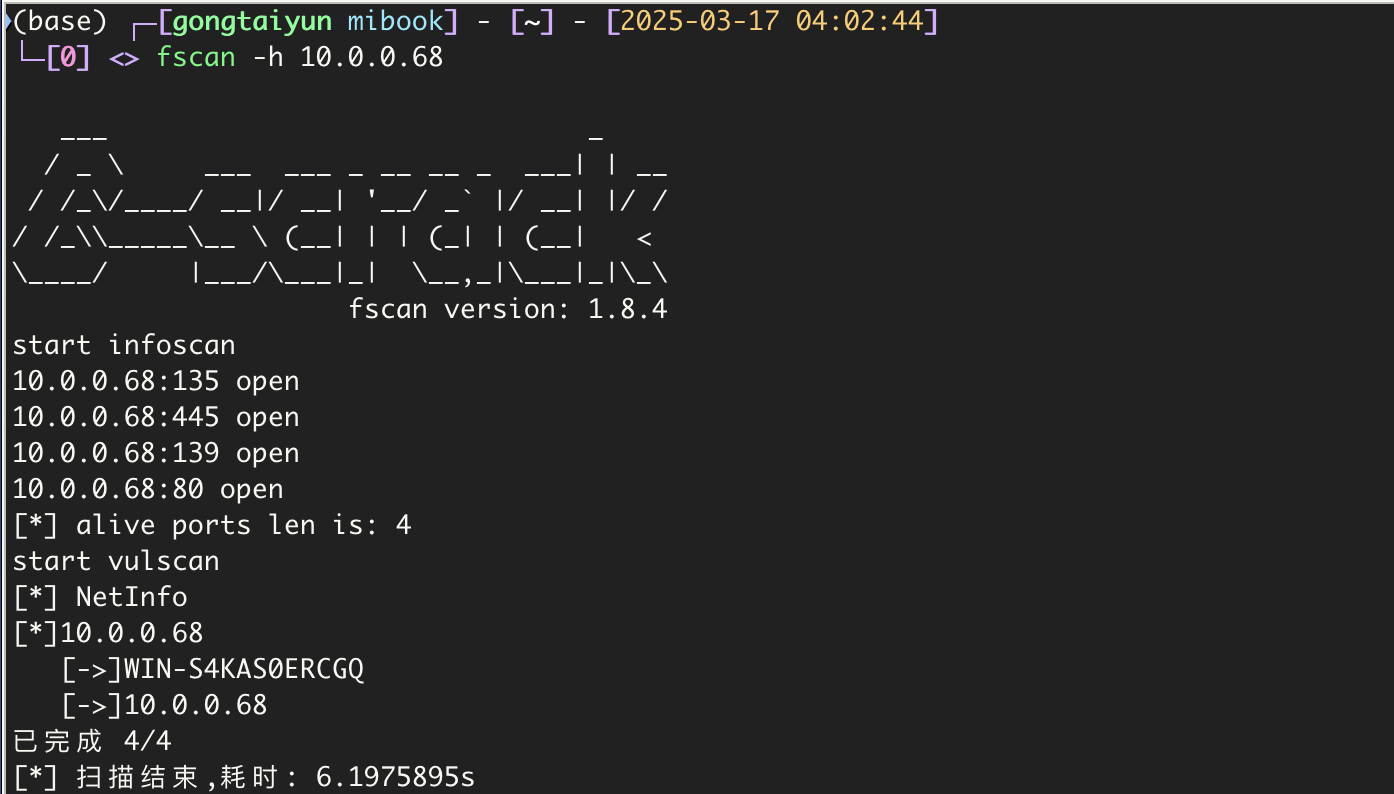 (base) ┌─[gongtaiyun mibook] - [~] - [2025-03-17 04:02:44]
└─[0] <> fscan -h 10.0.0.68
   ___                              _
  / _ \     ___  ___ _ __ __ _  ___| | __
 / /_\/____/ __|/ __| '__/ _` |/ __| |/ /
/ /_\\_____\__ \ (__| | | (_| | (__|   <
\____/     |___/\___|_|  \__,_|\___|_|\_\
                     fscan version: 1.8.4
start infoscan
10.0.0.68:135 open
10.0.0.68:445 open
10.0.0.68:139 open
10.0.0.68:80 open
[*] alive ports len is: 4
start vulscan
[*] NetInfo
[*]10.0.0.68
   [->]WIN-S4KAS0ERCGQ
   [->]10.0.0.68
已完成 4/4
[*] 扫描结束,耗时: 6.1975895s